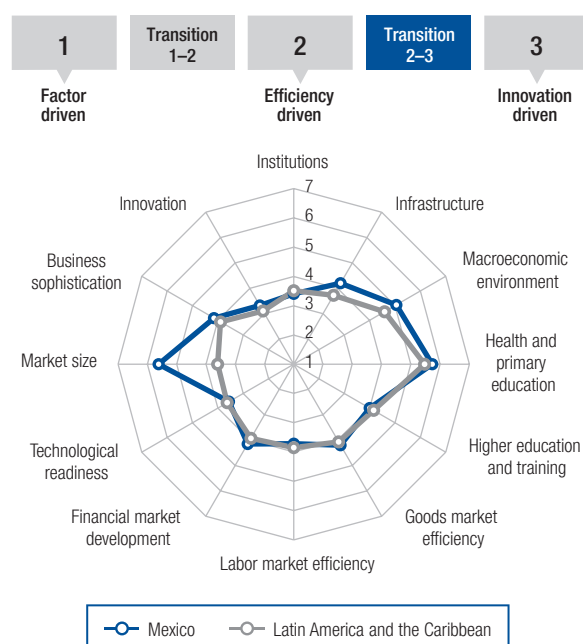 1
Transition
1–2
2
Transition
2–3
3
Factor
driven
Efficiency
driven
Innovation
driven
Institutions
Infrastructure
Macroeconomic
environment
Health and
primary
education
Higher education
and training
Goods market
efficiency
Labor market efficiency
Financial market
development
Technological
readiness
Market size
Business
sophistication
Innovation
7
6
5
4
3
2
1
Mexico
Latin America and the Caribbean